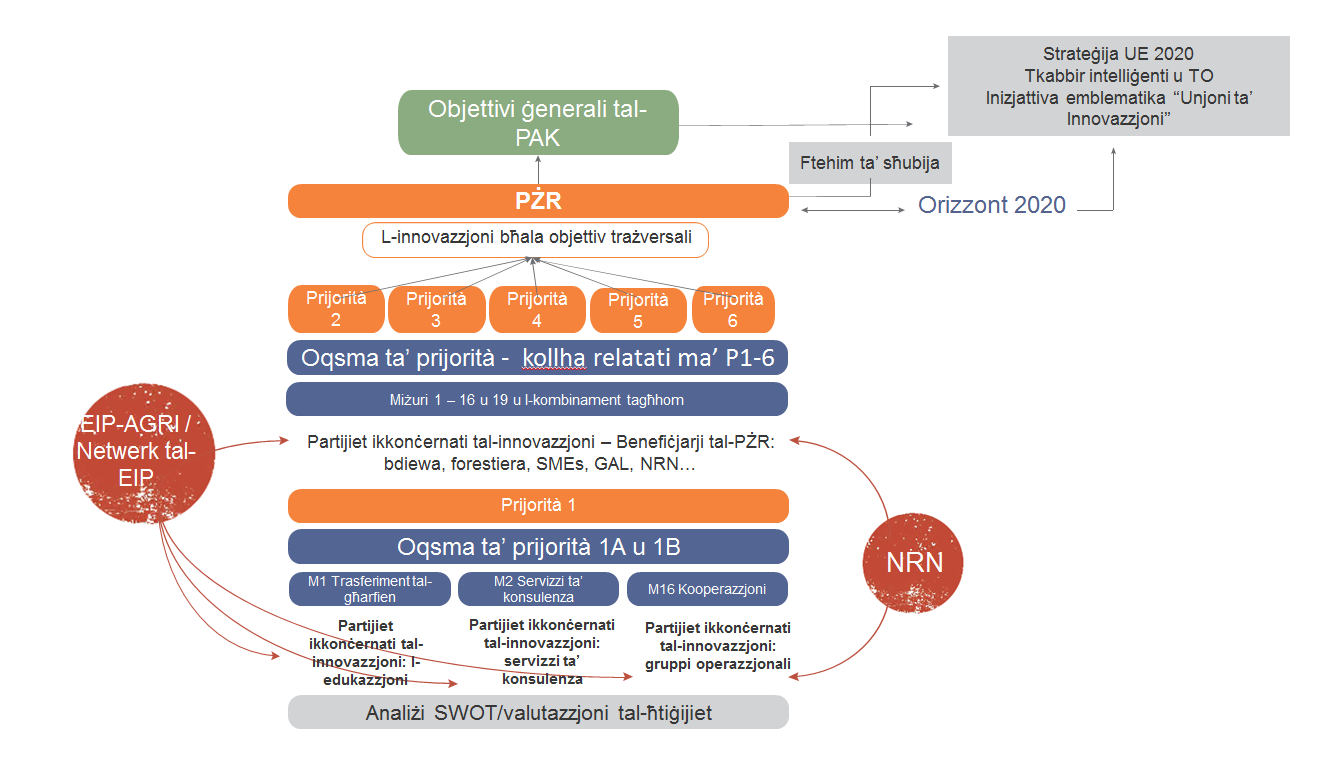 Strateġija UE 2020
Tkabbir intelliġenti u TO
Inizjattiva emblematika “Unjoni ta’
Innovazzjoni”
Objettivi ġenerali tal-
PAK
Ftehim ta’ sħubija
PŻR
Orizzont 2020
L-innovazzjoni bħala objettiv trażversali
Prijorità
2
Prijorità
3
Prijorità
4
Prijorità
5
Prijorità
6
Oqsma ta’ prijorità - kollha relatati ma’ P1-6
Miżuri 1 – 16 u 19 u l-kombinament tagħhom
EIP-AGRI /
Netwerk tal-
EIP
Partijiet ikkonċernati tal-innovazzjoni – Benefiċjarji tal-PŻR:
bdiewa, forestiera, SMEs, GAL, NRN…
Prijorità 1
Oqsma ta’ prijorità 1A u 1B
NRN
M1 Trasferiment tal-
għarfien
M2 Servizzi ta’
konsulenza
M16 Kooperazzjoni
Partijiet
ikkonċernati tal-
innovazzjoni: l-
edukazzjoni
Partijiet ikkonċernati
tal-innovazzjoni:
servizzi ta’
konsulenza
Partijiet ikkonċernati
tal-innovazzjoni:
gruppi operazzjonali
Analiżi SWOT/valutazzjoni tal-ħtiġijiet